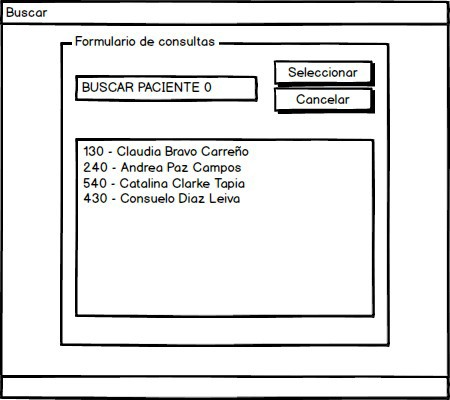 Buscar
Formulario de consultas
Seleccionar
BUSCAR PACIENTE 0
Cancelar
130 - Claudia Bravo Carreño
240 - Andrea Paz Campos
540 - Catalina Clarke Tapia
430 - Consuelo Diaz Leiva